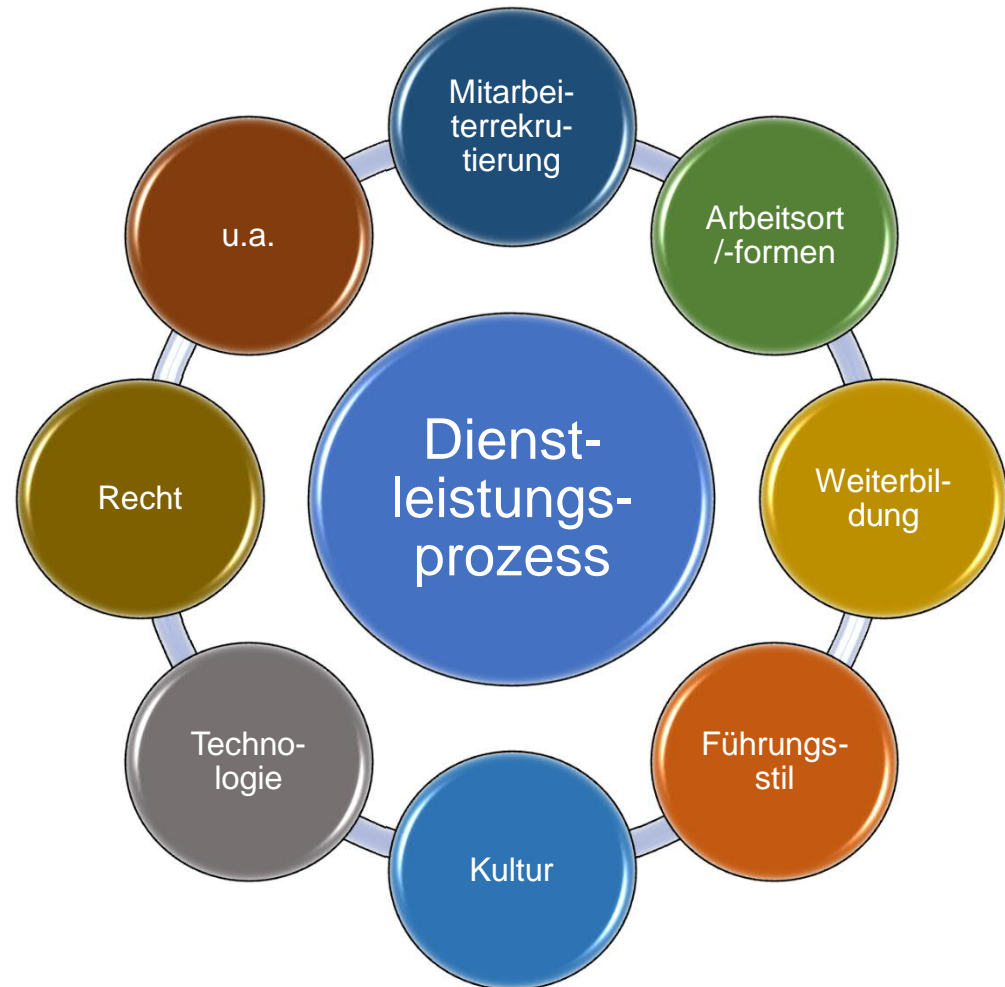 Mitarbei-
terrekru-
tierung
Arbeitsort
/-formen
Weiterbil-
dung
Führungs-
stil
Kultur
Techno-
logie
Recht
u.a.
Dienst-
leistungs-
prozess